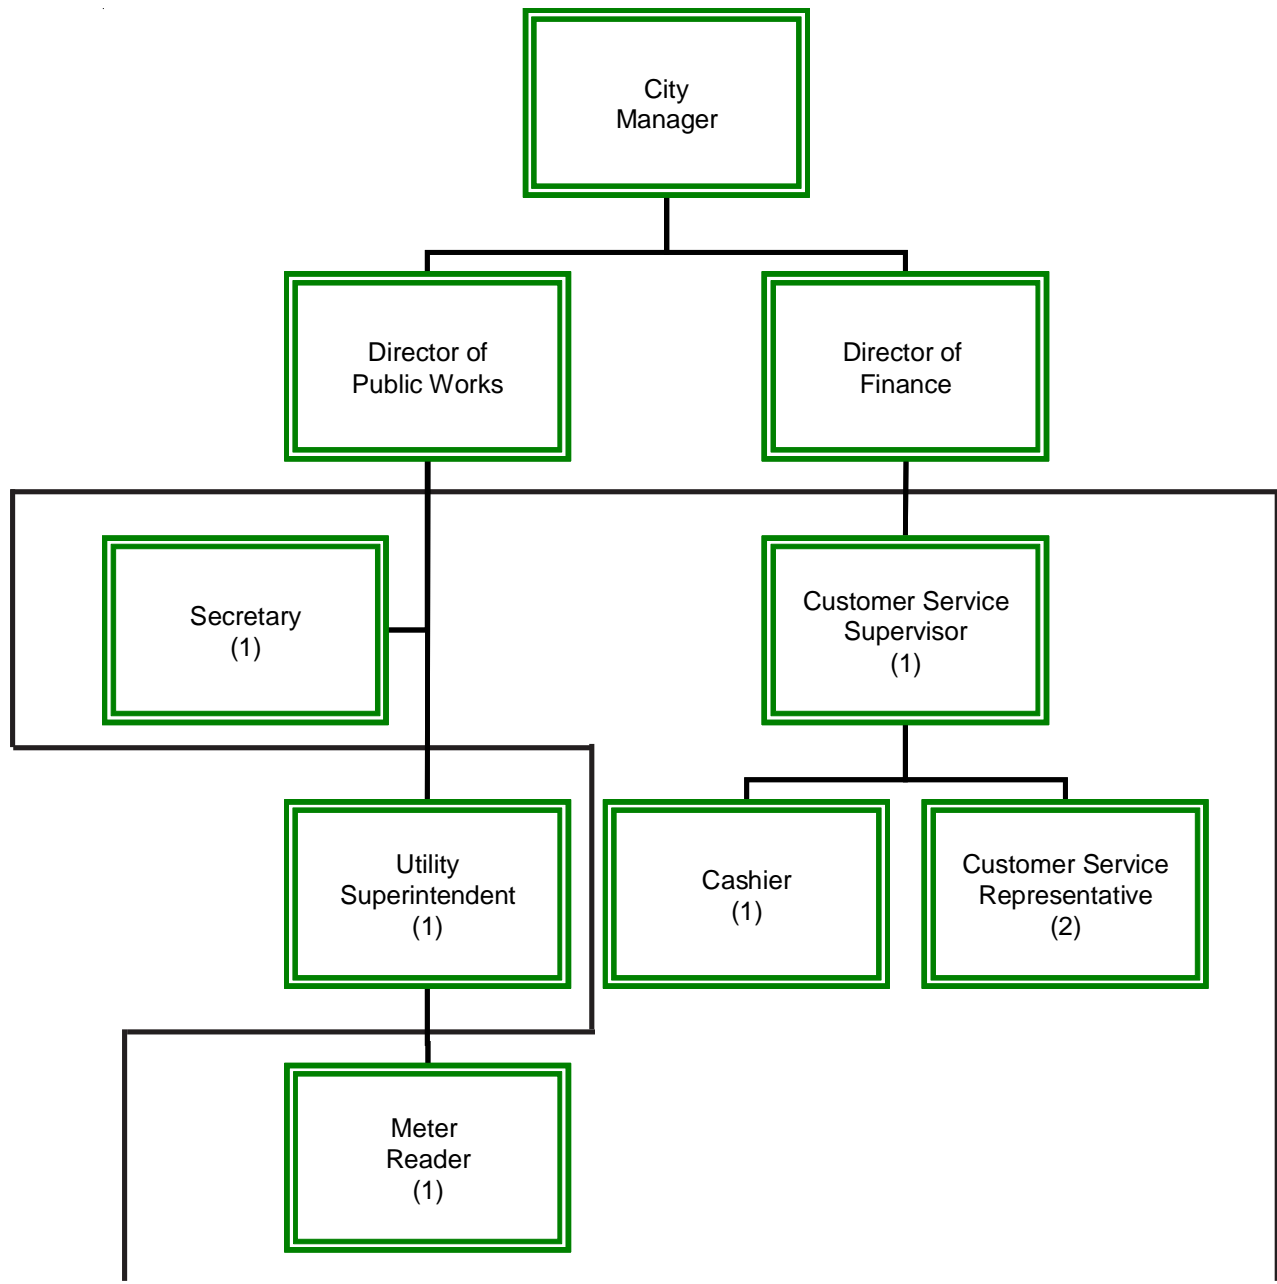 City
Manager
Director of
Public Works
Director of
Finance
Secretary
(1)
Customer Service
Supervisor
(1)
Utility
Superintendent
(1)
Cashier
(1)
Customer Service
Representative
(2)
Meter
Reader
(1)